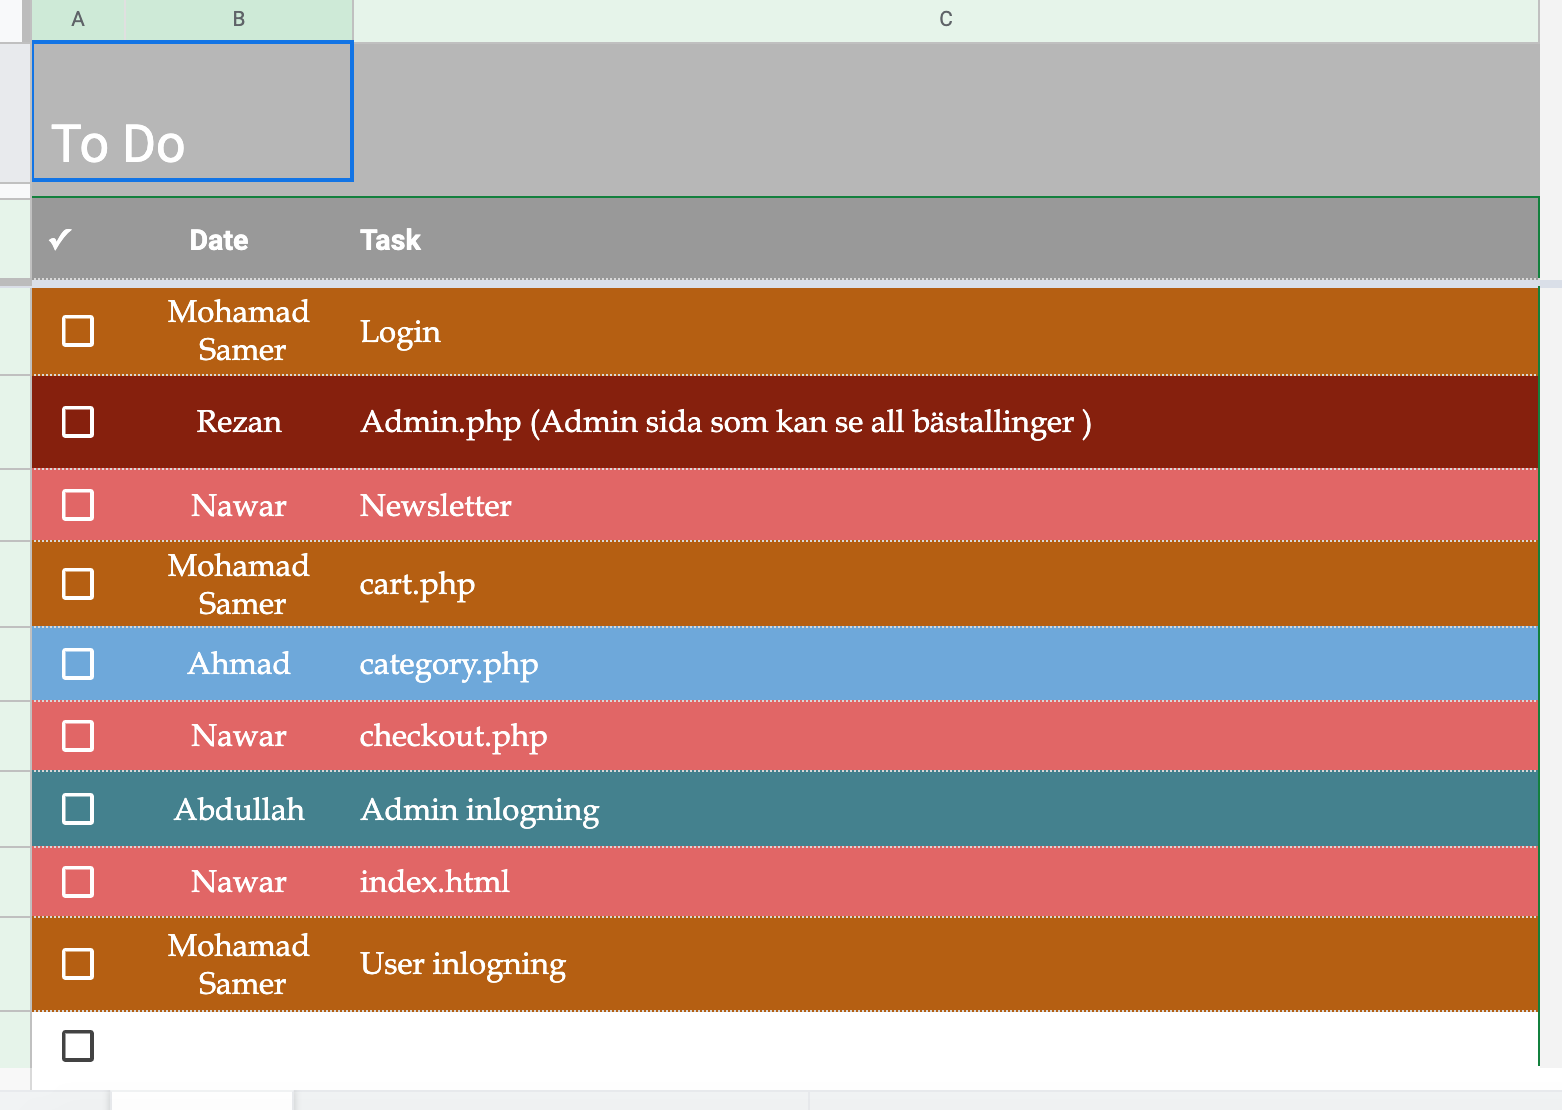 A B C
To Do
✓ Date Task
Mohamad
Samer
Login
Rezan Admin.php (Admin sida som kan se all bästallinger )
Nawar Newsletter
Mohamad
Samer
cart.php
Ahmad category.php
Nawar checkout.php
Abdullah Admin inlogning
Nawar index.html
Mohamad
Samer
User inlogning